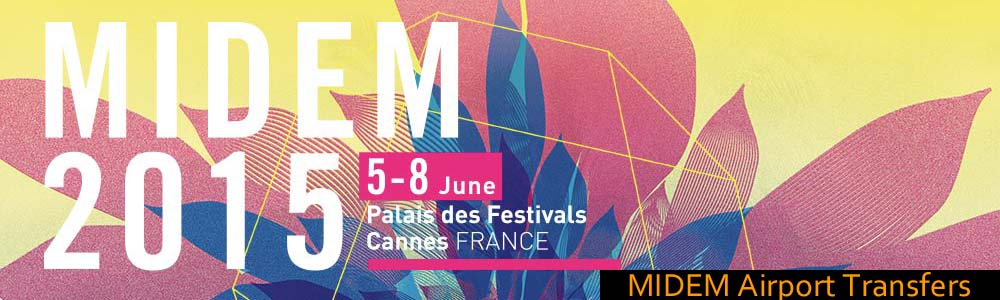 MIDEM
2015
5-8 June
Palais des Festivals
Cannes FRANCE
MIDEM Airport Transfers